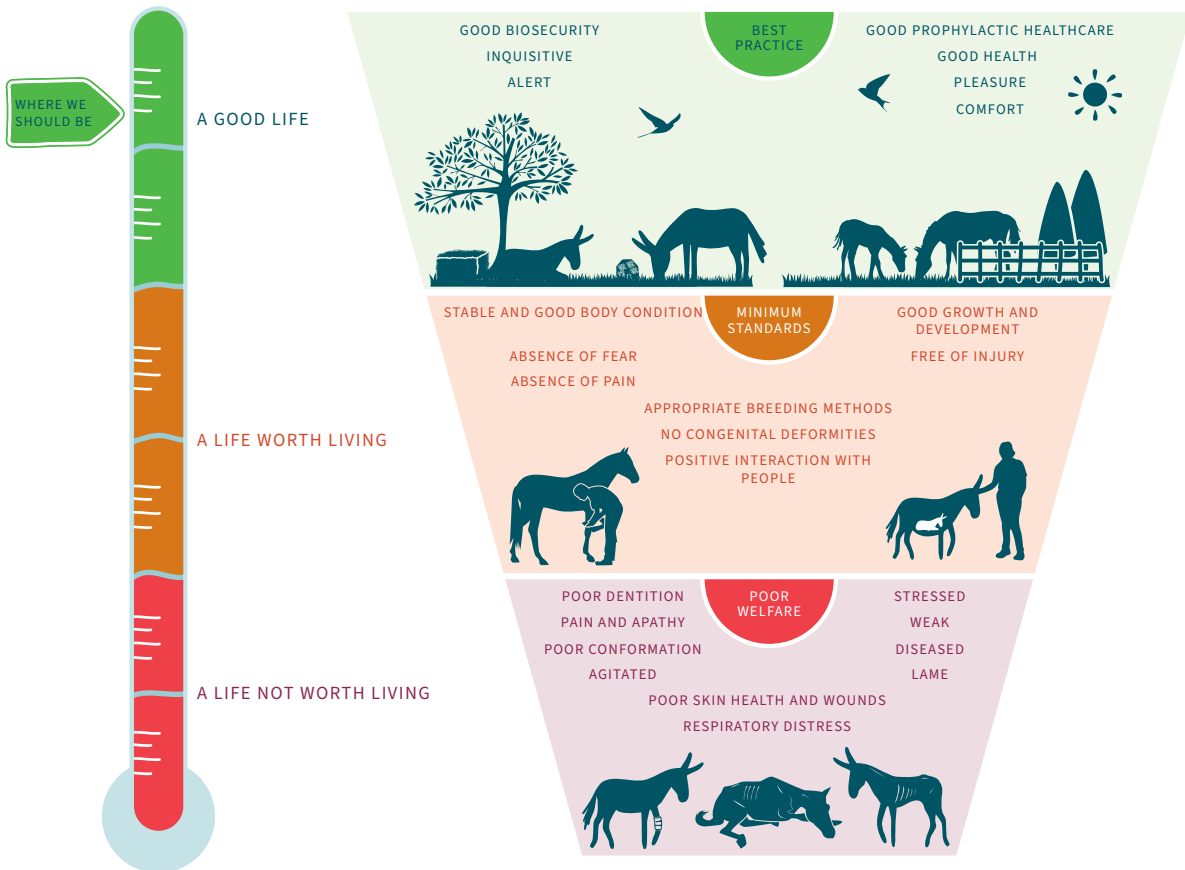 WHERE WE
SHOULD BE
A GOOD LIFE
A LIFE WORTH LIVING
A LIFE NOT WORTH LIVING
BEST
PRACTICE
GOOD BIOSECURITY
INQUISITIVE
ALERT
GOOD PROPHYLACTIC HEALTHCARE
GOOD HEALTH
PLEASURE
COMFORT
MINIMUM
STANDARDS
STABLE AND GOOD BODY CONDITION
ABSENCE OF FEAR
ABSENCE OF PAIN
GOOD GROWTH AND
DEVELOPMENT
FREE OF INJURY
APPROPRIATE BREEDING METHODS
NO CONGENITAL DEFORMITIES
POSITIVE INTERACTION WITH
PEOPLE
POOR
WELFARE
POOR DENTITION
PAIN AND APATHY
POOR CONFORMATION
AGITATED
STRESSED
WEAK
DISEASED
LAME
POOR SKIN HEALTH AND WOUNDS
RESPIRATORY DISTRESS